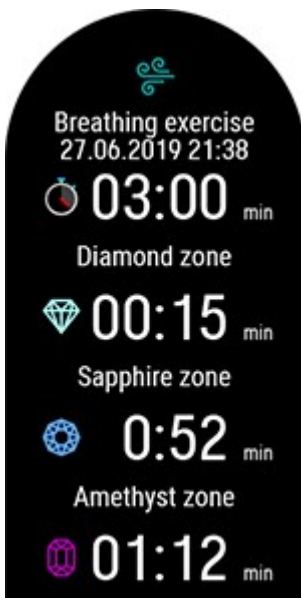 Breathing exercise
27.06.2019 21:38
03:00 min
Diamond zone
00:15 min
Sapphire zone
0:52 min
Amethyst zone
01:12 min